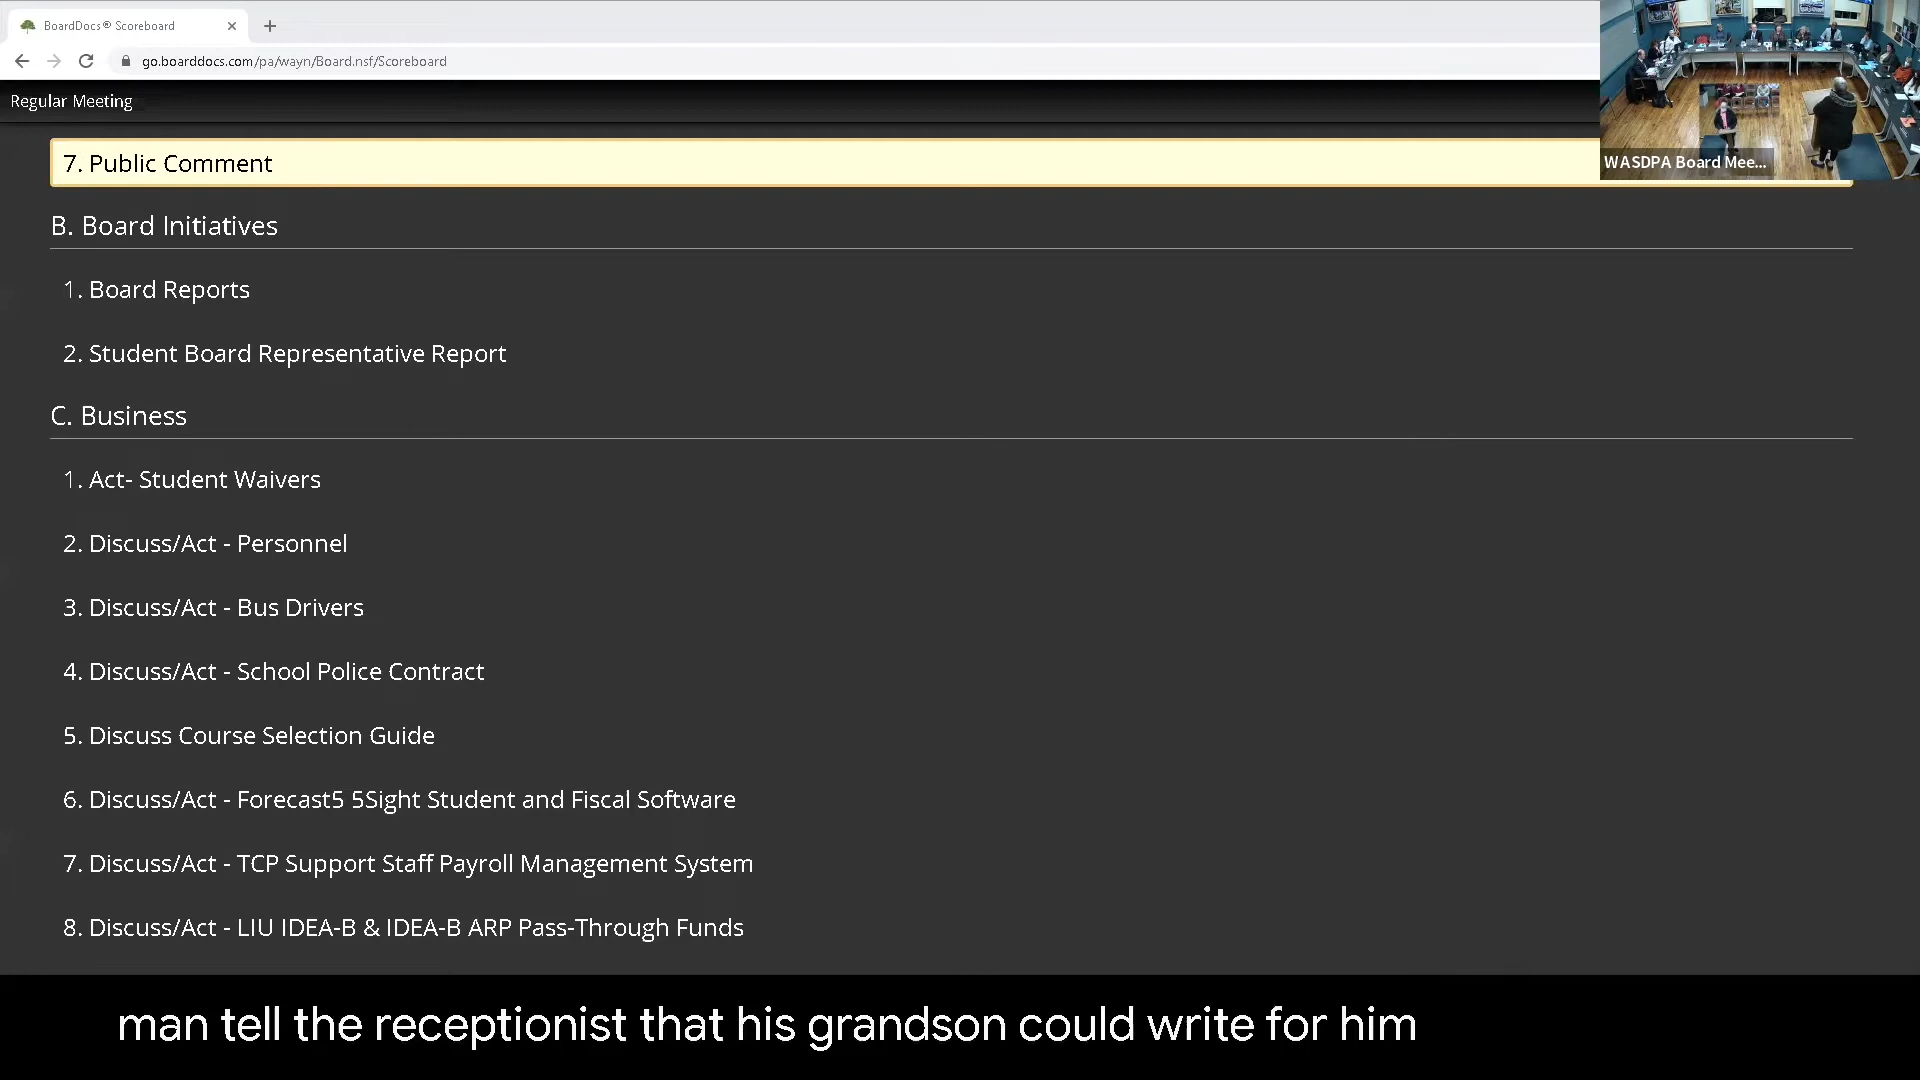 BoardDocs® Scoreboard
go.boarddocs.com/pa/wayn/Board.nsf/Scoreboard
Regular Meeting
WASDPA Board Mee...
7. Public Comment
B. Board Initiatives
1. Board Reports
2. Student Board Representative Report
C. Business
1. Act- Student Waivers
2. Discuss/Act - Personnel
3. Discuss/Act - Bus Drivers
4. Discuss/Act - School Police Contract
5. Discuss Course Selection Guide
6. Discuss/Act - Forecast5 5Sight Student and Fiscal Software
7. Discuss/Act - TCP Support Staff Payroll Management System
8. Discuss/Act - LIU IDEA-B & IDEA-B ARP Pass-Through Funds
man tell the receptionist that his grandson could write for him